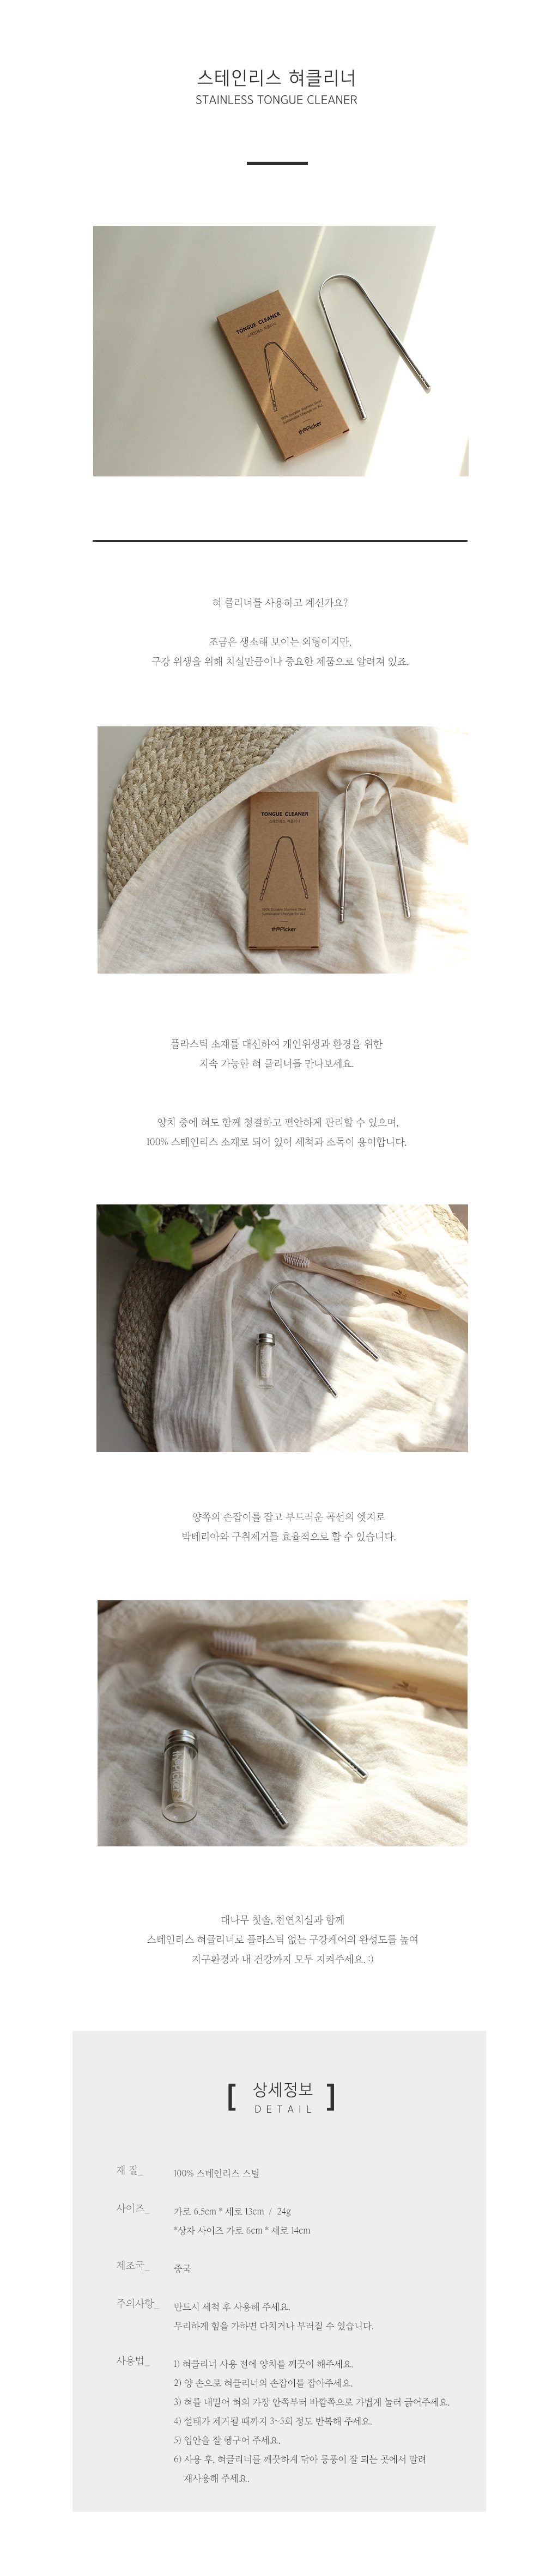 스테인리스 혀클리너
STAINLESS TONGUE CLEANER
TONGUE CLEANER
스테인레스 혀클리너
혀 클리너를 사용하고 계신가요?
조금은 생소해 보이는 외형이지만,
구강 위생을 위해 치실만큼이나 중요한 제품으로 알려져 있죠.
TONGUE CLEANER
스테인레스 혀클리너
플라스틱 소재를 대신하여 개인위생과 환경을 위한
지속 가능한 혀 클리너를 만나보세요.
양치 중에 혀도 함께 청결하고 편안하게 관리할 수 있으며,
100% 스테인리스 소재로 되어 있어 세척과 소독이 용이합니다.
양쪽의 손잡이를 잡고 부드러운 곡선의 엣지로
박테리아와 구취제거를 효율적으로 할 수 있습니다.
대나무 칫솔, 천연치실과 함께
스테인리스 혀클리너로 플라스틱 없는 구강케어의 완성도를 높여
지구환경과 내 건강까지 모두 지켜주세요. :)
[ 상세정보 ]
DETAIL
재 질_ 100% 스테인리스 스틸
사이즈_ 가로 6.5cm * 세로 13cm / 24g
*상자 사이즈 가로 6cm * 세로 14cm
제조국_ 중국
주의사항_ 반드시 세척 후 사용해 주세요.
무리하게 힘을 가하면 다치거나 부러질 수 있습니다.
사용법_ 1) 혀클리너 사용 전에 양치를 깨끗이 해주세요.
2) 양 손으로 혀클리너의 손잡이를 잡아주세요.
3) 혀를 내밀어 혀의 가장 안쪽부터 바깥쪽으로 가볍게 눌러 긁어주세요.
4) 설태가 제거될 때까지 3~5회 정도 반복해 주세요.
5) 입안을 잘 헹구어 주세요.
6) 사용 후, 혀클리너를 깨끗하게 닦아 통풍이 잘 되는 곳에서 말려
재사용해 주세요.